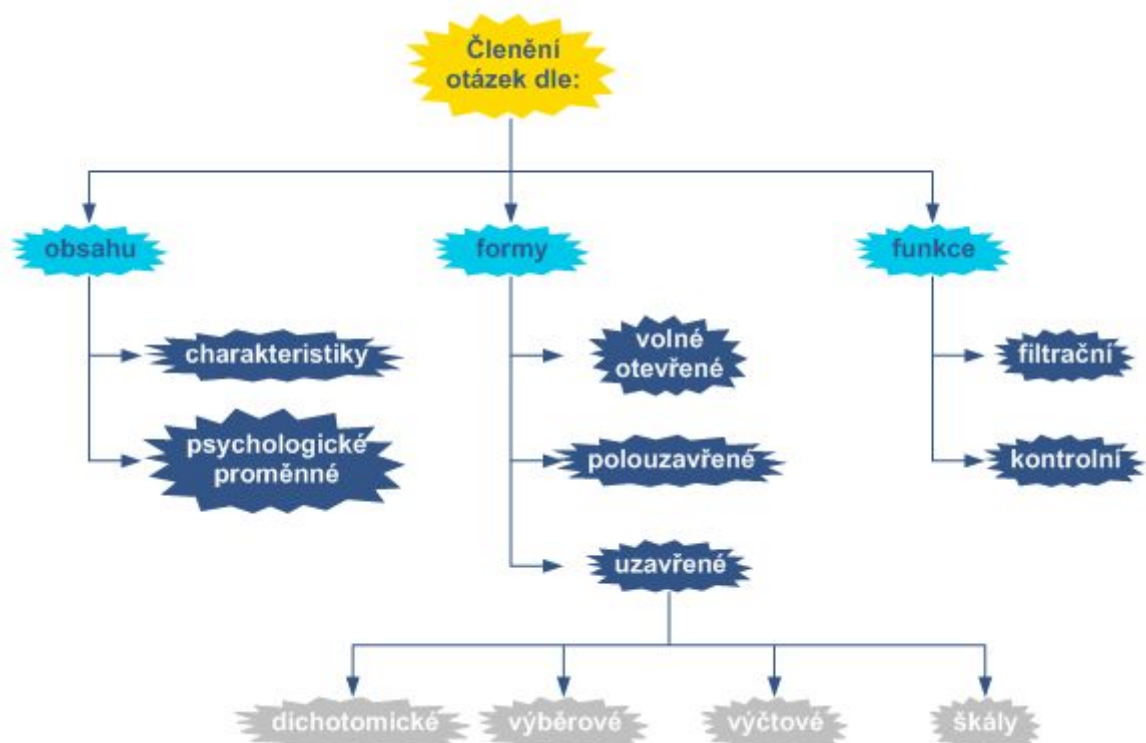 Členění
otázek dle:
obsahu
formy
funkce
charakteristiky
volné
otevřené
filtrační
psychologické
proměnné
polouzavřené
kontrolní
uzavřené
dichotomické
výběrové
výčtové
škály